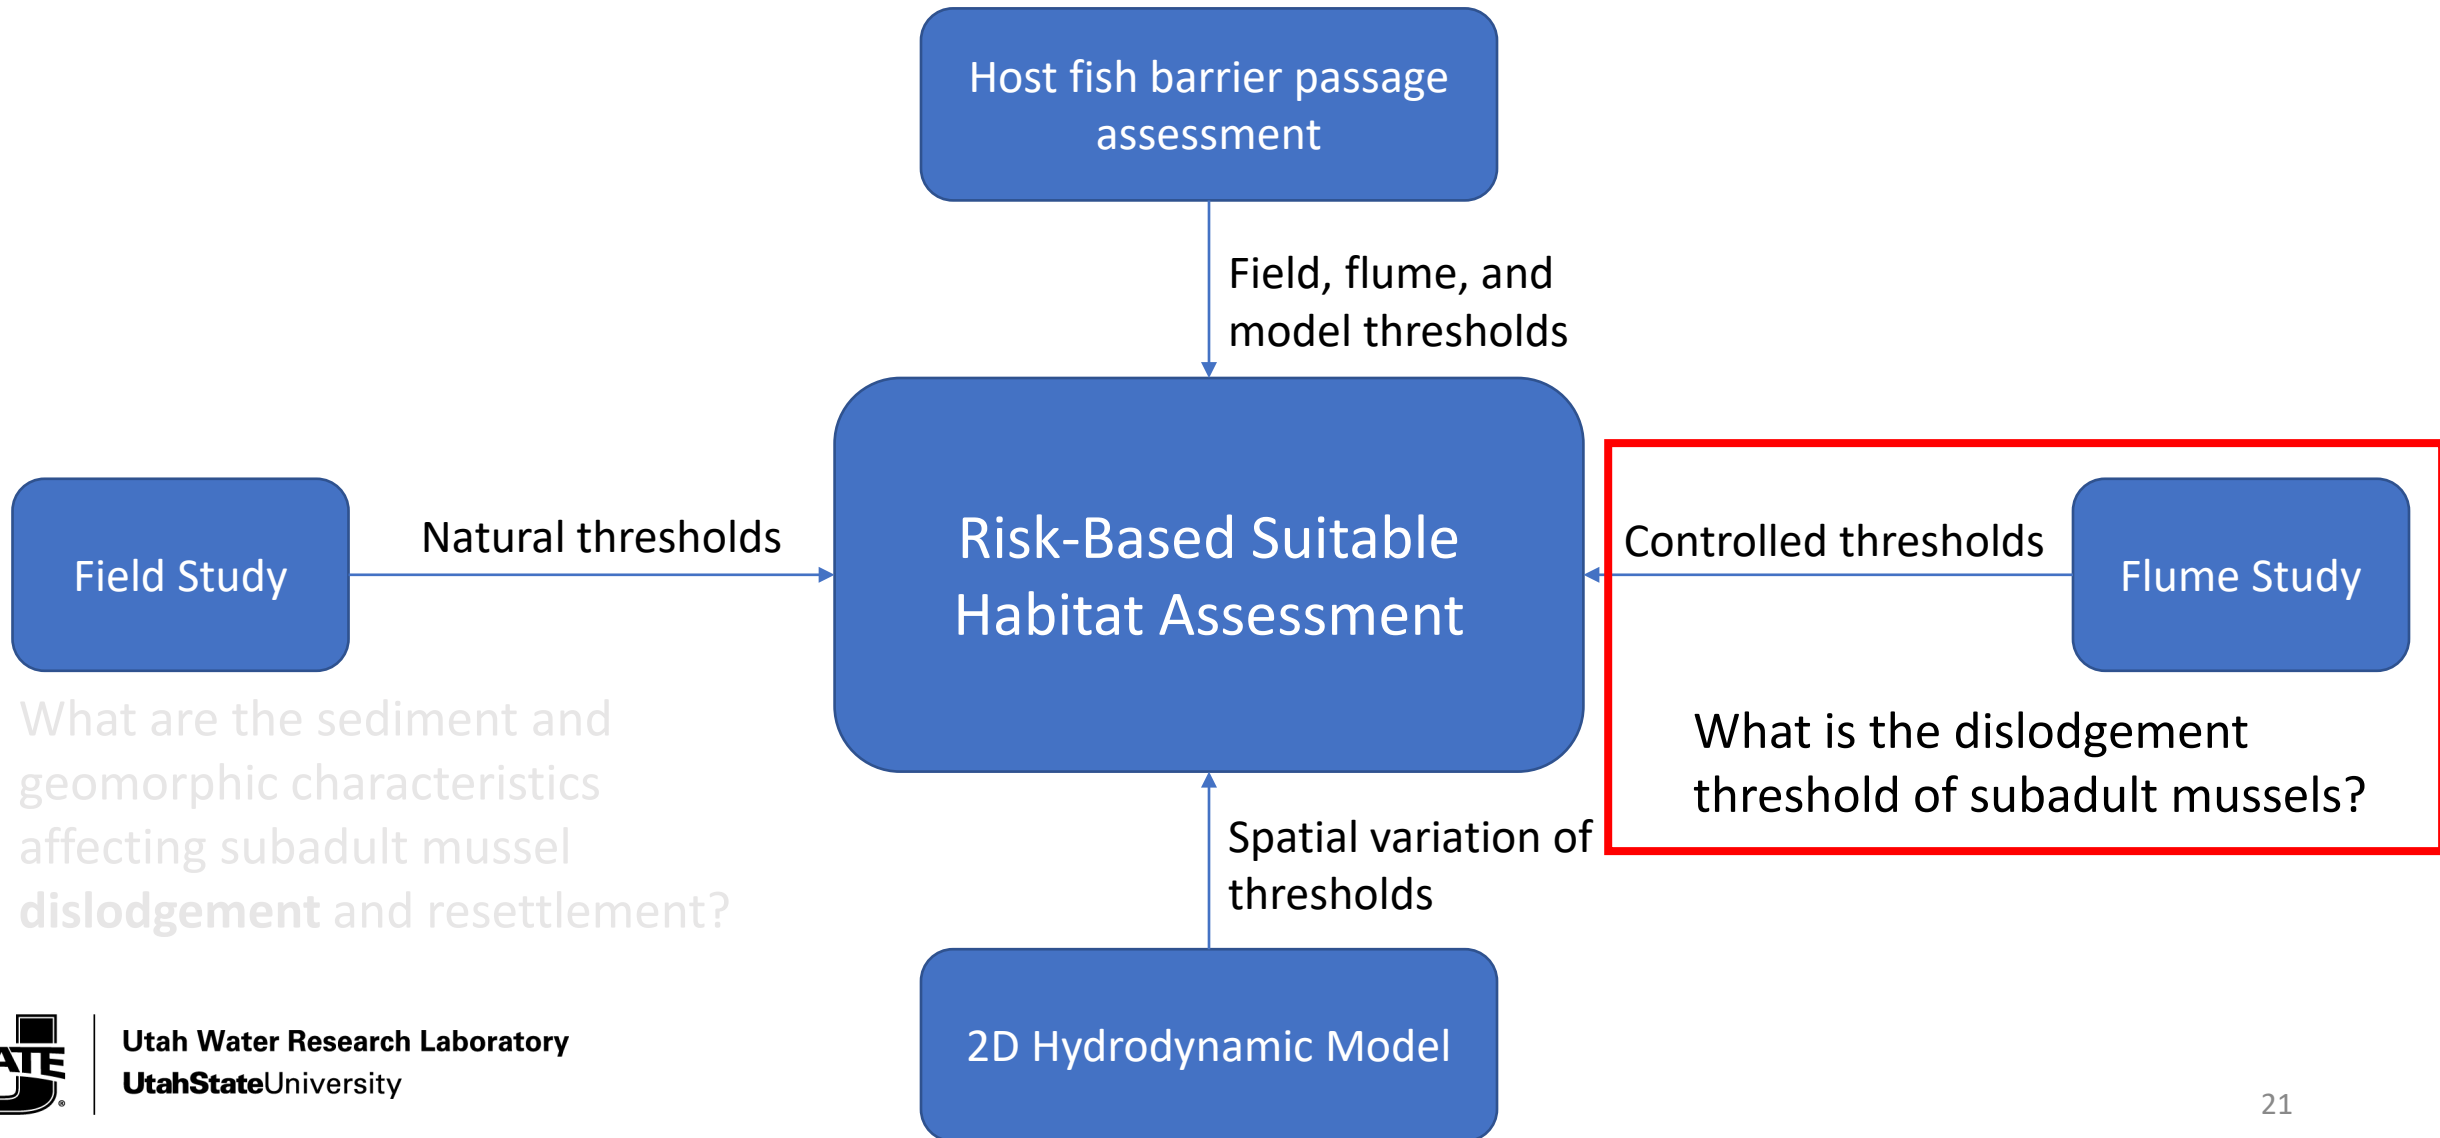 Host fish barrier passage
assessment
Field, flume, and
model thresholds
Field Study
Natural thresholds
Risk-Based Suitable
Habitat Assessment
Controlled thresholds
Flume Study
What are the sediment and
geomorphic characteristics
affecting subadult mussel
dislodgement and resettlement?
What is the dislodgement
threshold of subadult mussels?
Spatial variation of
thresholds
2D Hydrodynamic Model
ATE
Utah Water Research Laboratory
UtahStateUniversity
21